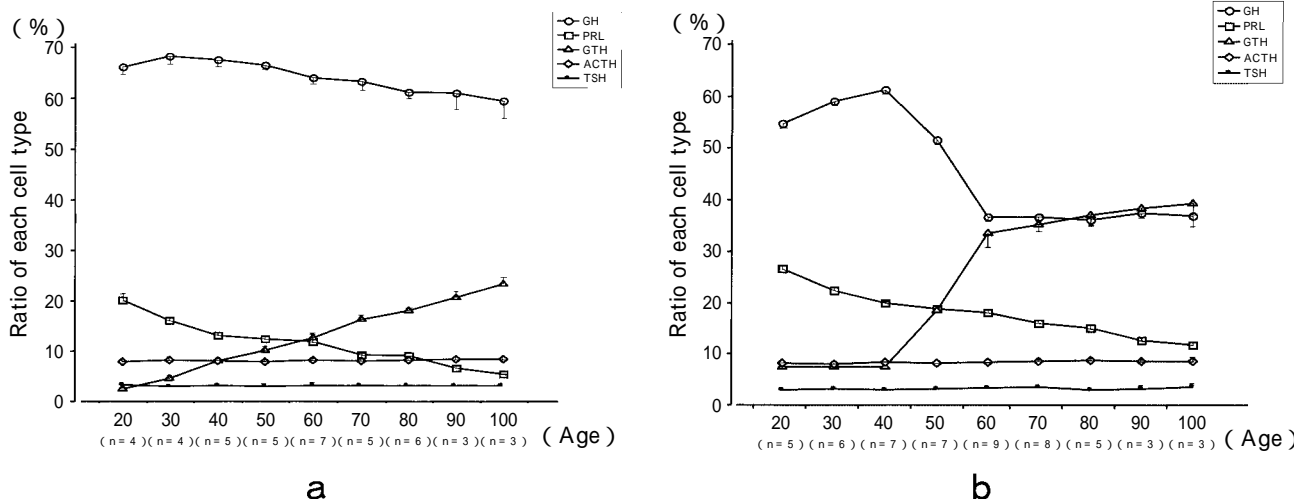 ( % )
GH
PRL
GTH
ACTH
TSH
70
60
50
40
30
20
10
0
Ratio of each cell type
20 30 40 50 60 70 80 90 100 ( Age )
( n = 4 ) ( n = 4 ) ( n = 5 ) ( n = 5 ) ( n = 7 ) ( n = 5 ) ( n = 6 ) ( n = 3 ) ( n = 3 )
a
( % )
GH
PRL
GTH
ACTH
TSH
70
60
50
40
30
20
10
0
Ratio of each cell type
20 30 40 50 60 70 80 90 100 ( Age )
( n = 5 ) ( n = 6 ) ( n = 7 ) ( n = 7 ) ( n = 9 ) ( n = 8 ) ( n = 5 ) ( n = 3 ) ( n = 3 )
b